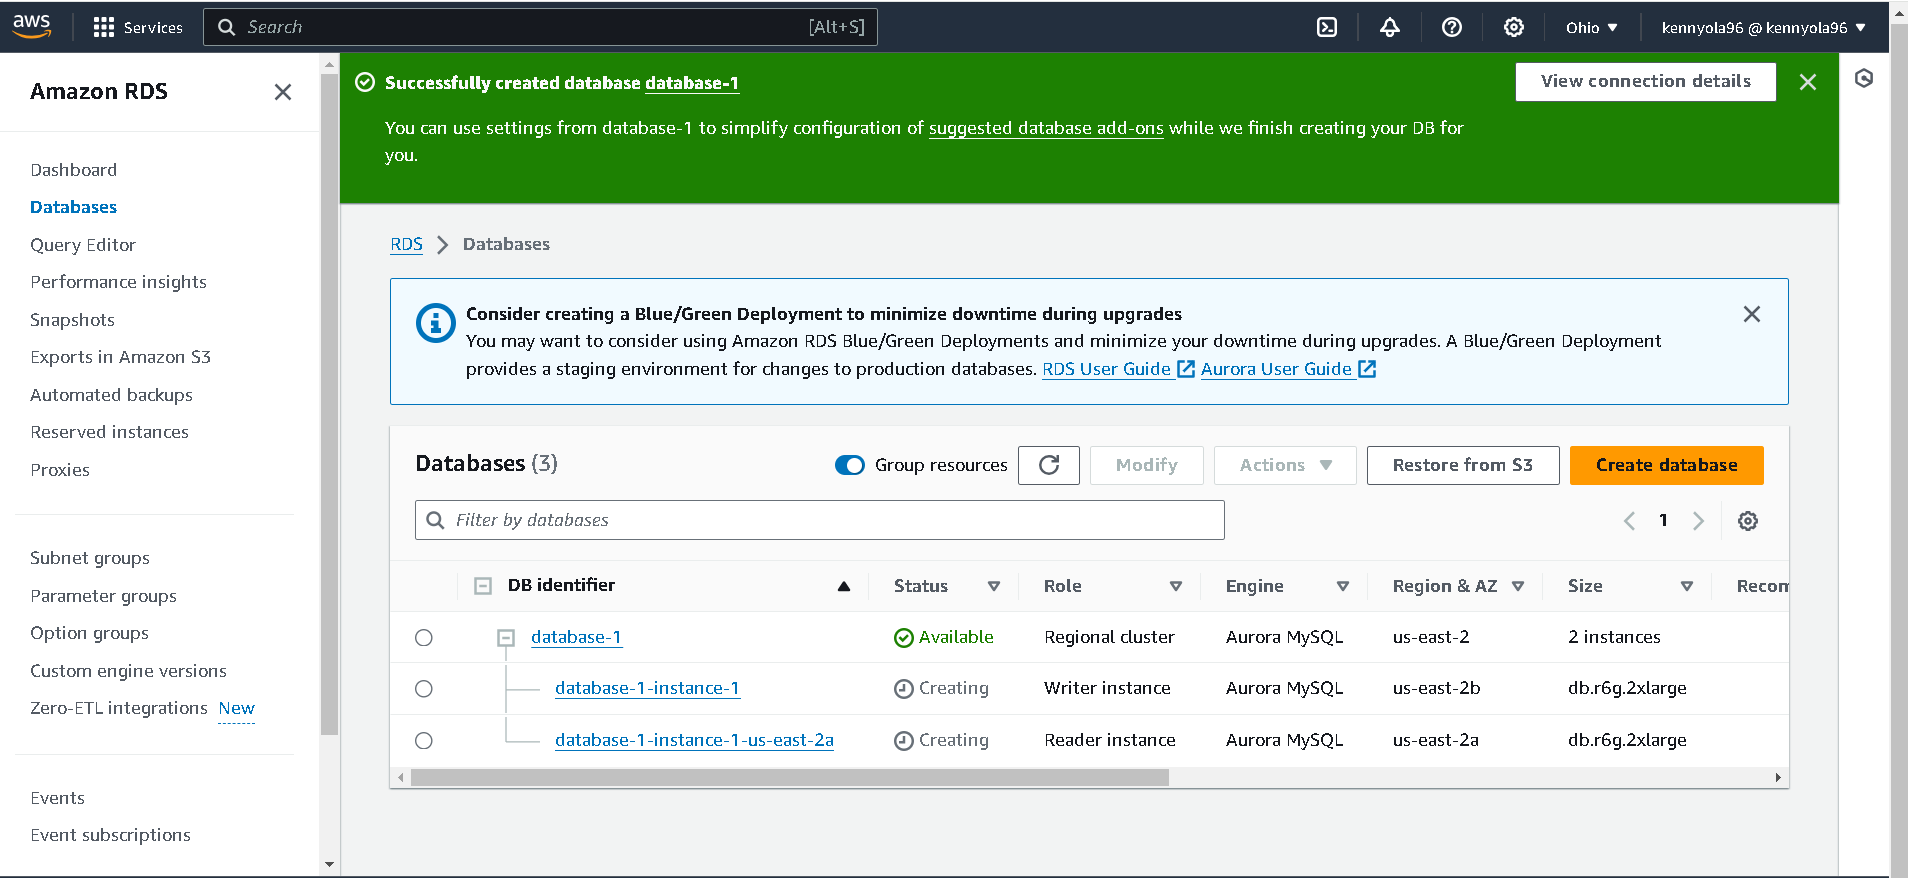 aws
Services
Search
[Alt+S]
Ohio
kennyola96 @ kennyola96
Amazon RDS
Dashboard
Databases
Query Editor
Performance insights
Snapshots
Exports in Amazon S3
Automated backups
Reserved instances
Proxies
Subnet groups
Parameter groups
Option groups
Custom engine versions
Zero-ETL integrations New
Events
Event subscriptions
Successfully created database database-1
View connection details
You can use settings from database-1 to simplify configuration of suggested database add-ons while we finish creating your DB for
you.
RDS Databases
Consider creating a Blue/Green Deployment to minimize downtime during upgrades
You may want to consider using Amazon RDS Blue/Green Deployments and minimize your downtime during upgrades. A Blue/Green Deployment
provides a staging environment for changes to production databases. RDS User Guide Aurora User Guide
Databases (3)
Group resources
Modify
Actions
Restore from S3
Create database
Filter by databases
1
DB identifier Status Role Engine Region & AZ Size Recom
database-1 Available Regional cluster Aurora MySQL us-east-2 2 instances
database-1-instance-1 Creating Writer instance Aurora MySQL us-east-2b db.r6g.2xlarge
database-1-instance-1-us-east-2a Creating Reader instance Aurora MySQL us-east-2a db.r6g.2xlarge